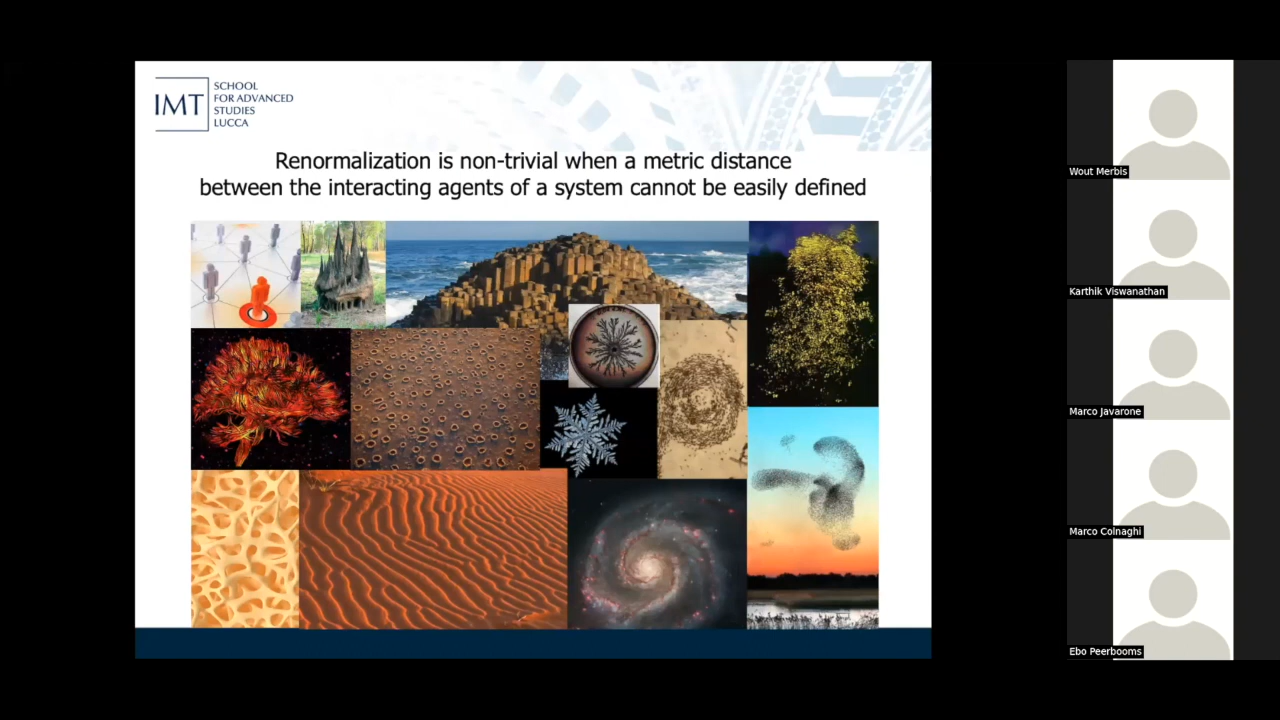 IMT
SCHOOL
FOR ADVANCED
STUDIES
LUCCA
Renormalization is non-trivial when a metric distance
between the interacting agents of a system cannot be easily defined
Wout Merbis
Karthik Viswanathan
Marco Javarone
Marco Colnaghi
Ebo Peerbooms